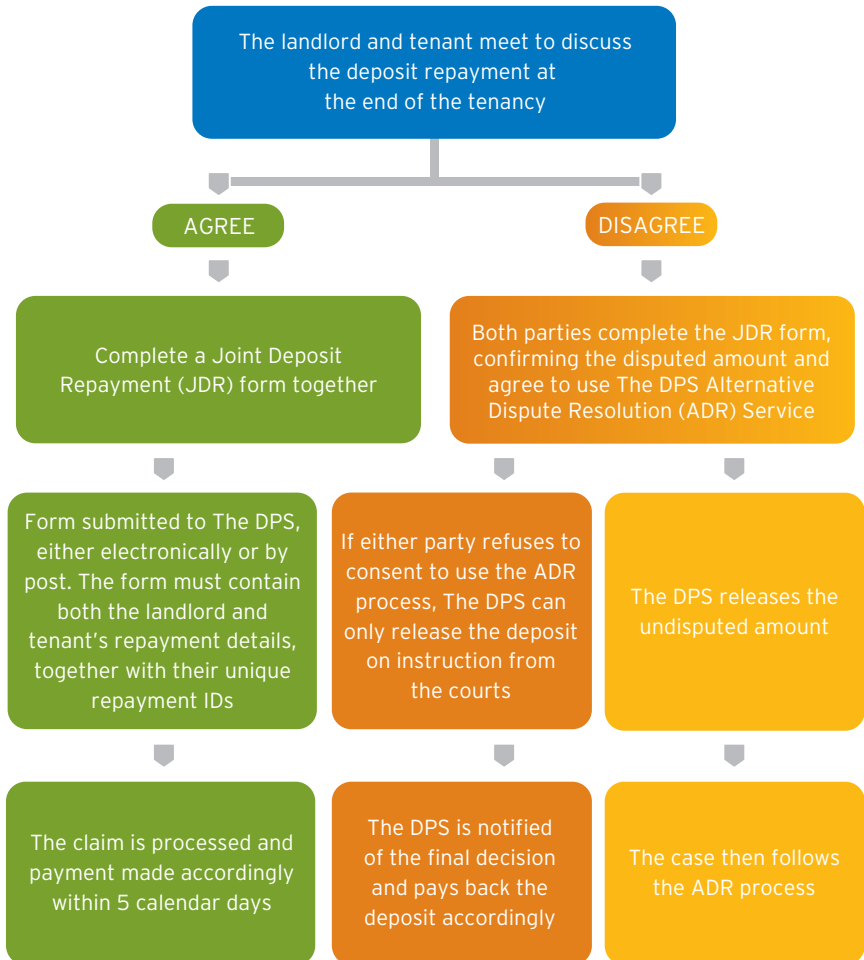 The landlord and tenant meet to discuss
the deposit repayment at
the end of the tenancy
AGREE
DISAGREE
Complete a Joint Deposit
Repayment (JDR) form together
Both parties complete the JDR form,
confirming the disputed amount and
agree to use The DPS Alternative
Dispute Resolution (ADR) Service
Form submitted to The DPS,
either electronically or by
post. The form must contain
both the landlord and
tenant’s repayment details,
together with their unique
repayment IDs
If either party refuses to
consent to use the ADR
process, The DPS can
only release the deposit
on instruction from
the courts
The DPS releases the
undisputed amount
The claim is processed and
payment made accordingly
within 5 calendar days
The DPS is notified
of the final decision
and pays back the
deposit accordingly
The case then follows
the ADR process